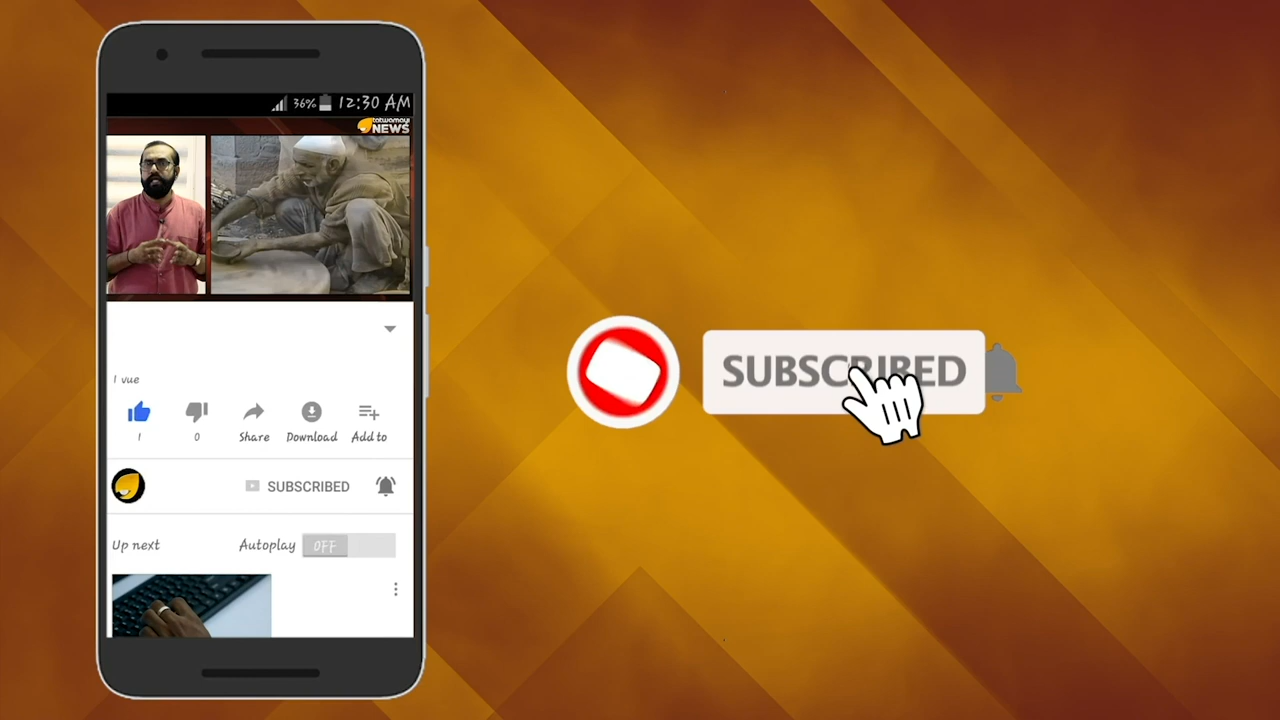 36% 12:30 AM
tatwamayi
NEWS
1 vue
1
0
Share
Download
Add to
SUBSCRIBED
Up next
Autoplay
OFF
SUBSCRIBED